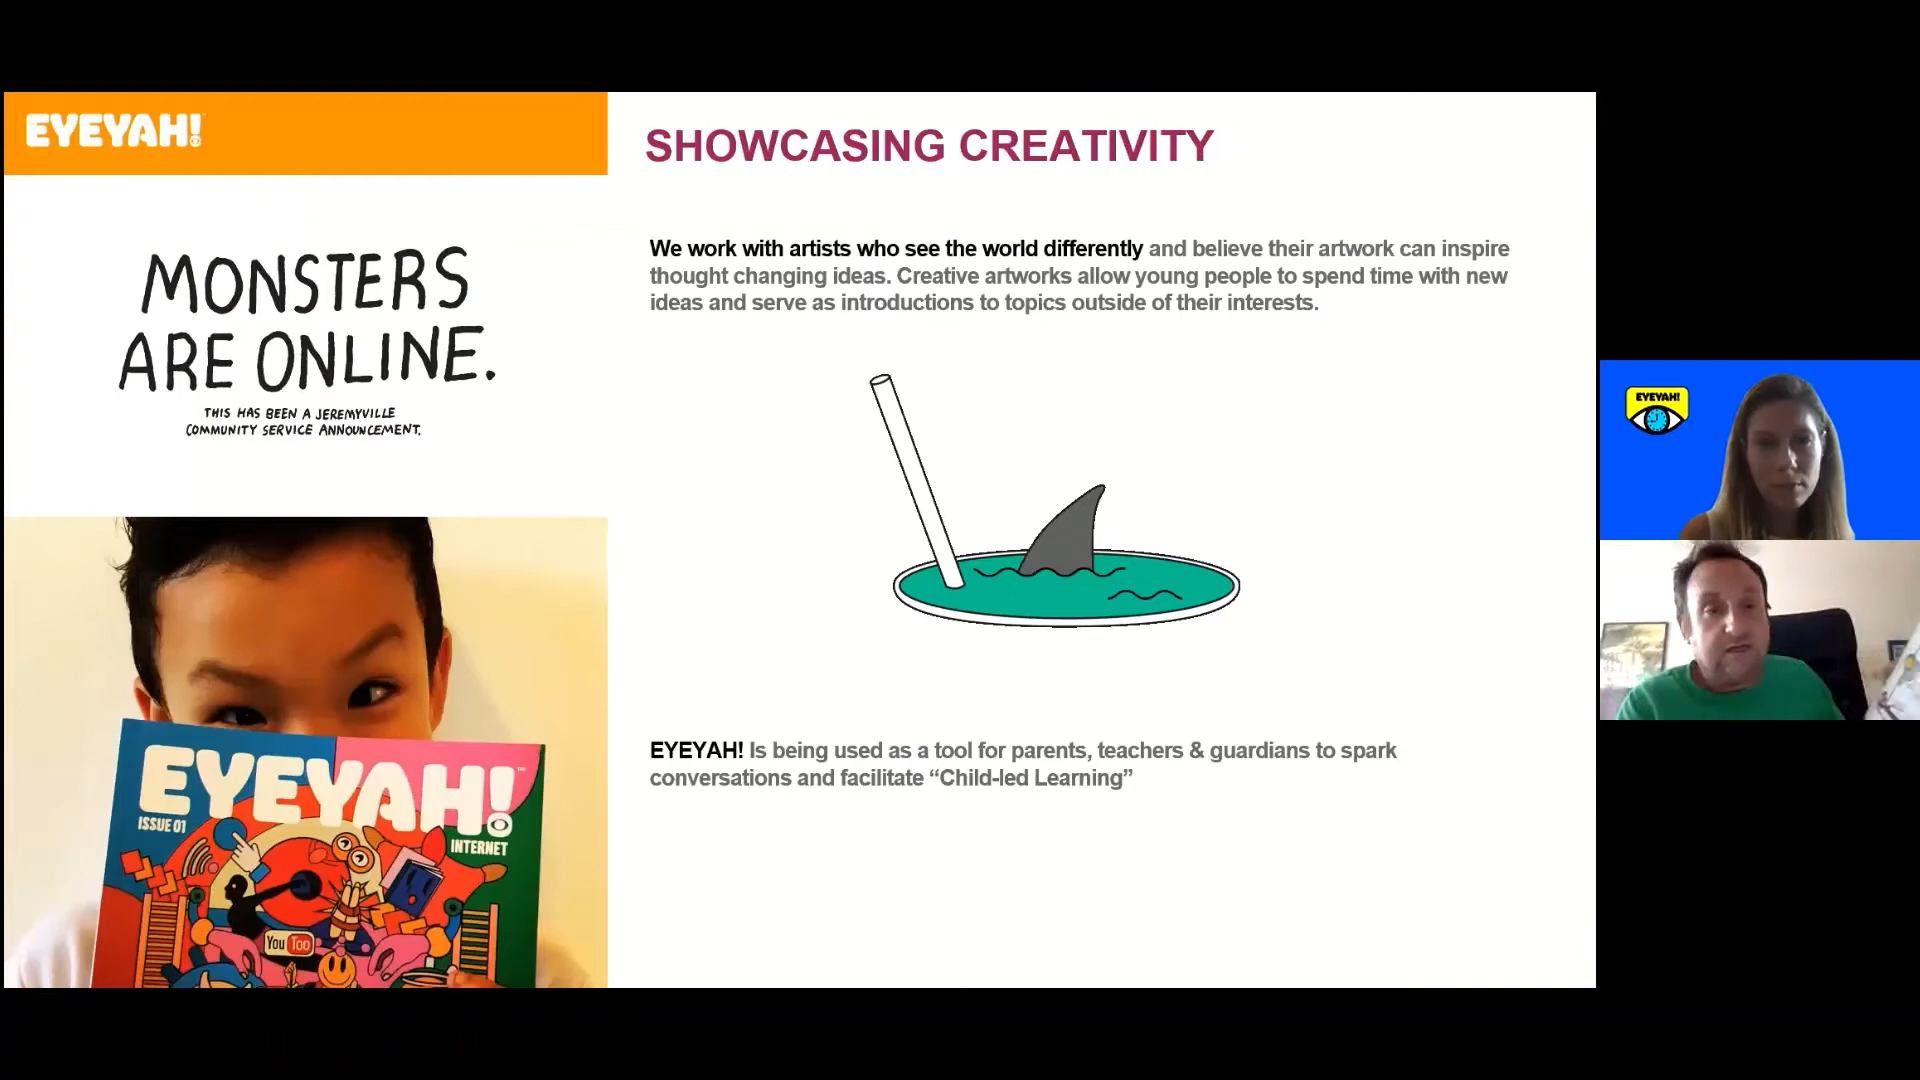 EYEYAH!
SHOWCASING CREATIVITY
MONSTERS
ARE ONLINE.
THIS HAS BEEN A JEREMYVILLE
COMMUNITY SERVICE ANNOUNCEMENT.
We work with artists who see the world differently and believe their artwork can inspire
thought changing ideas. Creative artworks allow young people to spend time with new
ideas and serve as introductions to topics outside of their interests.
EYEYAH! Is being used as a tool for parents, teachers & guardians to spark
conversations and facilitate “Child-led Learning”
EYEYAH!™
ISSUE 01
INTERNET
You Too
EYEYAH!